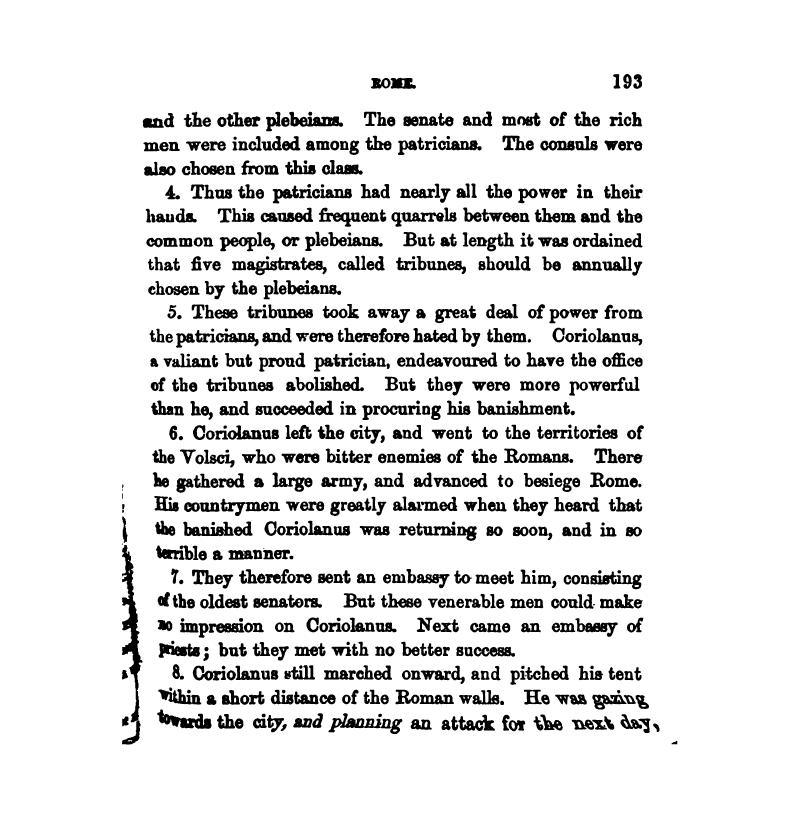 ROME. 193
and the other plebeians. The senate and most of the rich
men were included among the patricians. The consuls were
also chosen from this class.
4. Thus the patricians had nearly all the power in their
hands. This caused frequent quarrels between them and the
common people, or plebeians. But at length it was ordained
that five magistrates, called tribunes, should be annually
chosen by the plebeians.
5. These tribunes took away a great deal of power from
the patricians, and were therefore hated by them. Coriolanus,
a valiant but proud patrician, endeavoured to have the office
of the tribunes abolished. But they were more powerful
than he, and succeeded in procuring his banishment.
6. Coriolanus left the city, and went to the territories of
the Volsci, who were bitter enemies of the Romans. There
he gathered a large army, and advanced to besiege Rome.
His countrymen were greatly alarmed when they heard that
the banished Coriolanus was returning so soon, and in so
terrible a manner.
7. They therefore sent an embassy to meet him, consisting
of the oldest senators. But these venerable men could make
no impression on Coriolanus. Next came an embassy of
priests; but they met with no better success.
8. Coriolanus still marched onward, and pitched his tent
within a short distance of the Roman walls. He was gazing
towards the city, and planning an attack for the next day,